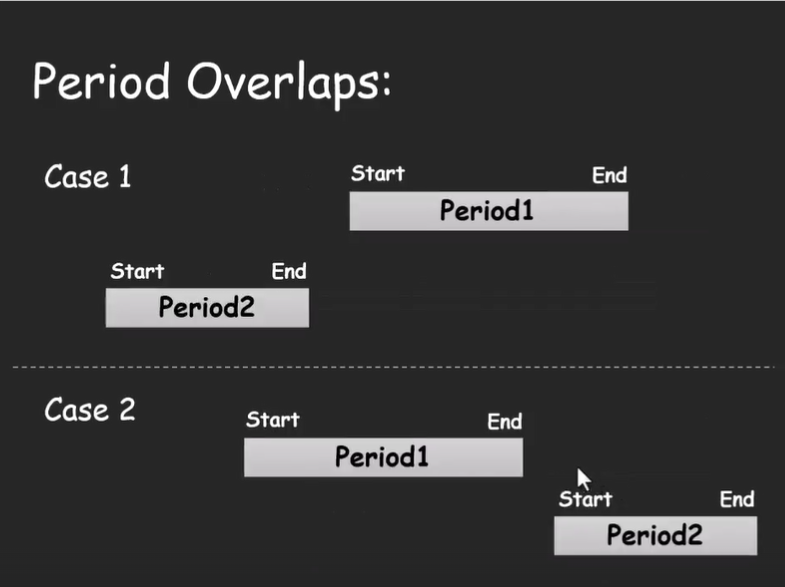 Period Overlaps:
Case 1
Start End
Period1
Start End
Period2
Case 2
Start End
Period1
Start End
Period2